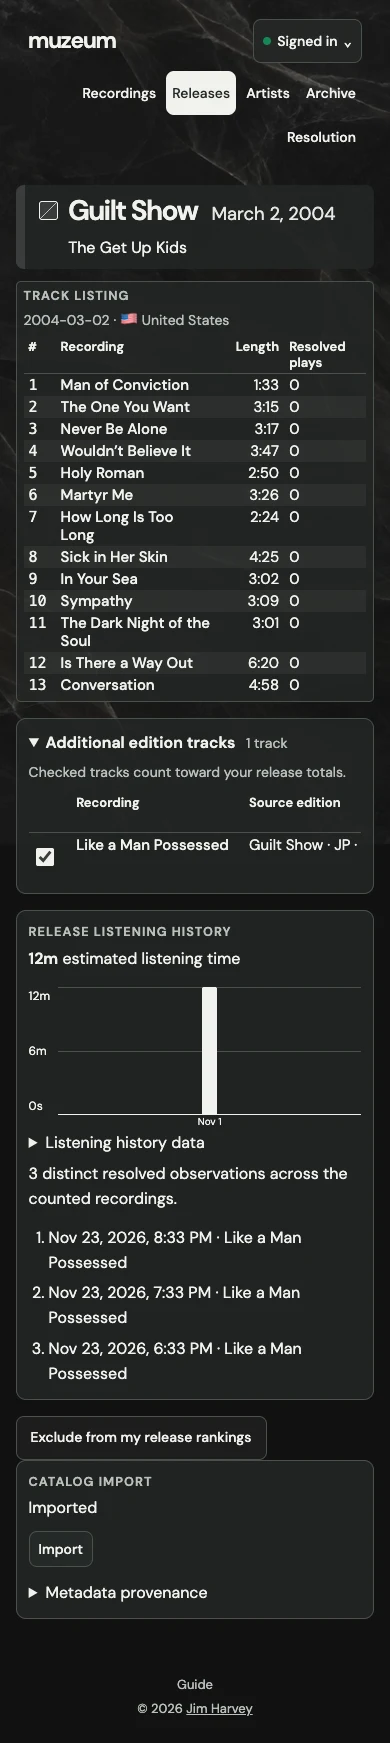 muzeum
Signed in
Recordings Releases Artists Archive
Resolution
Guilt Show March 2, 2004
The Get Up Kids
TRACK LISTING
2004-03-02 · 🇺🇸 United States
# Recording Length Resolved
plays
1 Man of Conviction 1:33 0
2 The One You Want 3:15 0
3 Never Be Alone 3:17 0
4 Wouldn’t Believe It 3:47 0
5 Holy Roman 2:50 0
6 Martyr Me 3:26 0
7 How Long Is Too 2:24 0
Long
8 Sick in Her Skin 4:25 0
9 In Your Sea 3:02 0
10 Sympathy 3:09 0
11 The Dark Night of the 3:01 0
Soul
12 Is There a Way Out 6:20 0
13 Conversation 4:58 0
▼ Additional edition tracks 1 track
Checked tracks count toward your release totals.
Recording Source edition
Like a Man Possessed Guilt Show · JP ·
RELEASE LISTENING HISTORY
12m estimated listening time
12m
6m
0s
Nov 1
▶ Listening history data
3 distinct resolved observations across the
counted recordings.
1. Nov 23, 2026, 8:33 PM · Like a Man
Possessed
2. Nov 23, 2026, 7:33 PM · Like a Man
Possessed
3. Nov 23, 2026, 6:33 PM · Like a Man
Possessed
Exclude from my release rankings
CATALOG IMPORT
Imported
Import
▶ Metadata provenance
Guide
© 2026 Jim Harvey